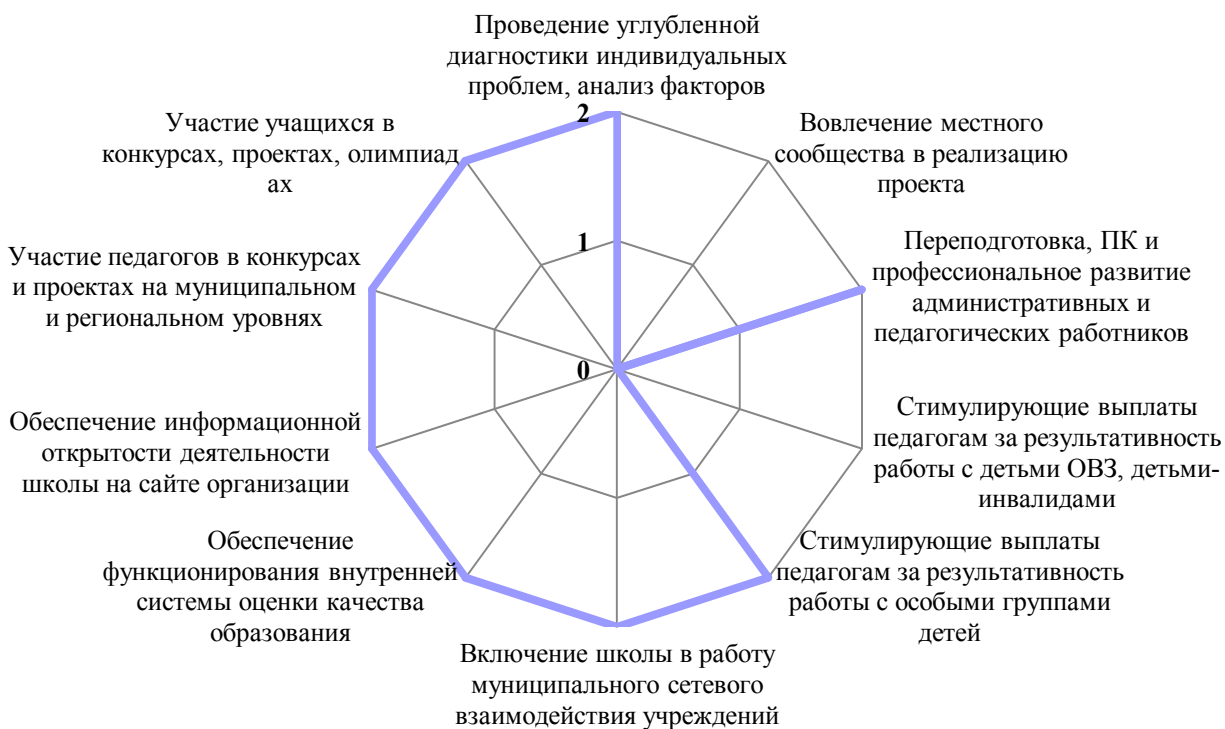 Проведение углубленной
диагностики индивидуальных
проблем, анализ факторов
2
1
0
Вовлечение местного
сообщества в реализацию
проекта
Переподготовка, ПК и
профессиональное развитие
административных и
педагогических работников
Стимулирующие выплаты
педагогам за результативность
работы с детьми ОВЗ, детьми-
инвалидами
Стимулирующие выплаты
педагогам за результативность
работы с особыми группами
детей
Включение школы в работу
муниципального сетевого
взаимодействия учреждений
Обеспечение
функционирования внутренней
системы оценки качества
образования
Обеспечение информационной
открытости деятельности
школы на сайте организации
Участие педагогов в конкурсах
и проектах на муниципальном
и региональном уровнях
Участие учащихся в
конкурсах, проектах, олимпиад
ах